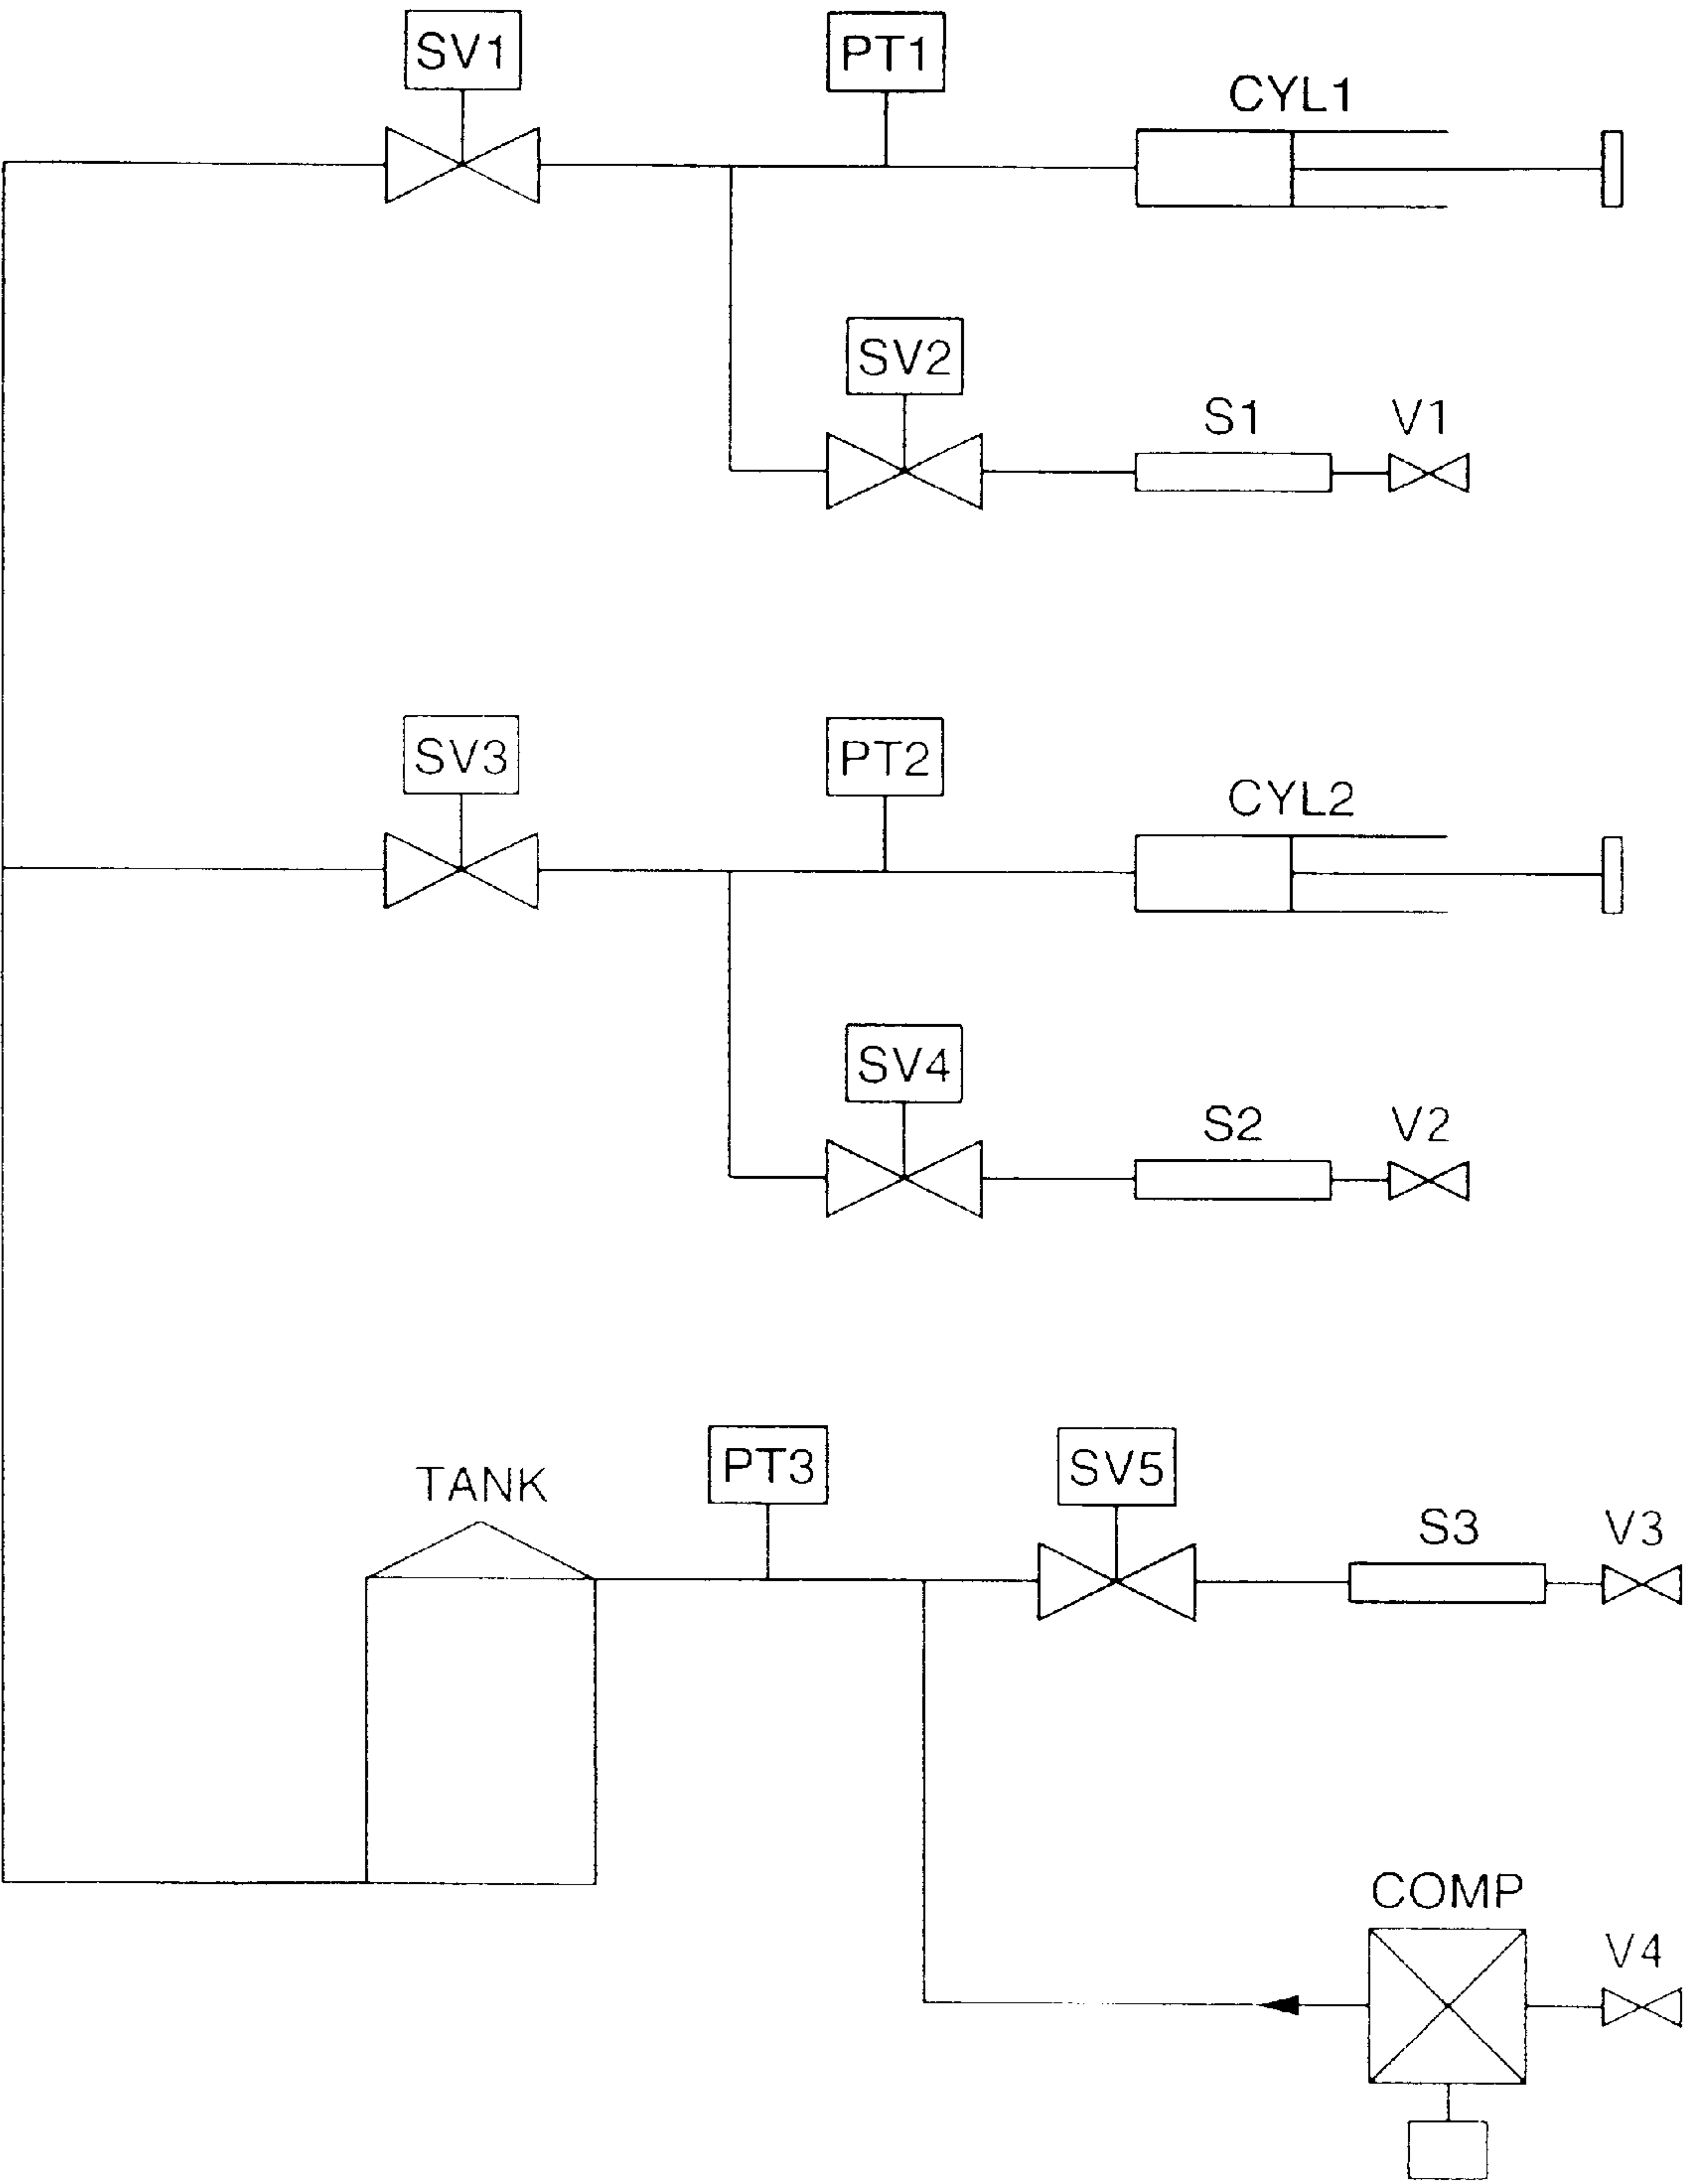 SV1
PT1
CYL1
SV2
S1
V1
SV3
PT2
CYL2
SV4
S2
V2
TANK
PT3
SV5
S3
V3
COMP
V4